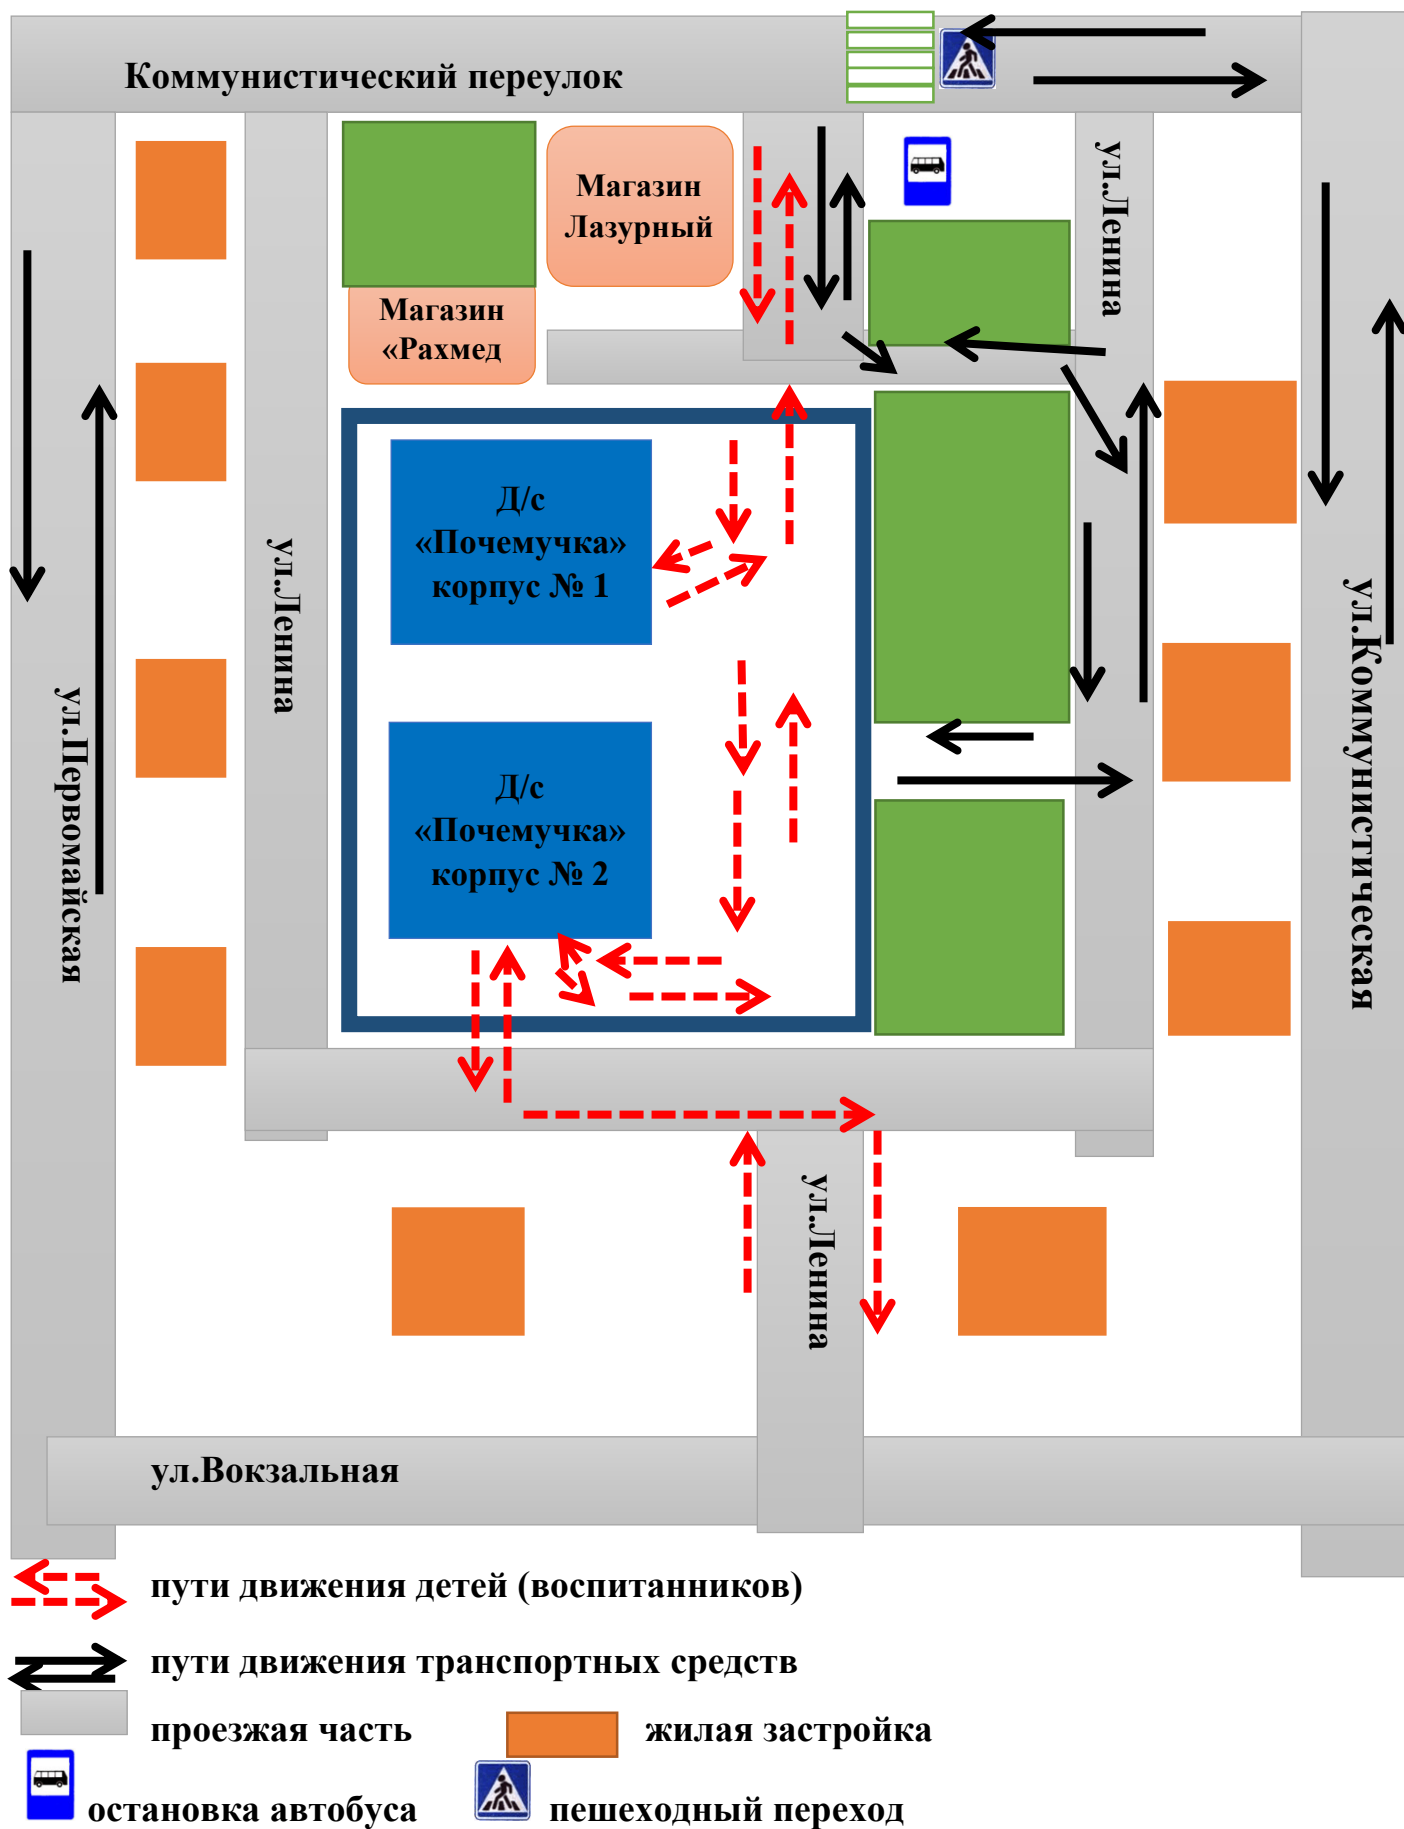 Коммунистический переулок
Магазин
Лазурный
ул.Ленина
Магазин
«Рахмед
Д/с
«Почемучка»
корпус № 1
ул.Ленина
ул.Коммунистическая
ул.Первомайская
Д/с
«Почемучка»
корпус № 2
ул.Ленина
ул.Вокзальная
пути движения детей (воспитанников)
пути движения транспортных средств
проезжая часть жилая застройка
остановка автобуса пешеходный переход